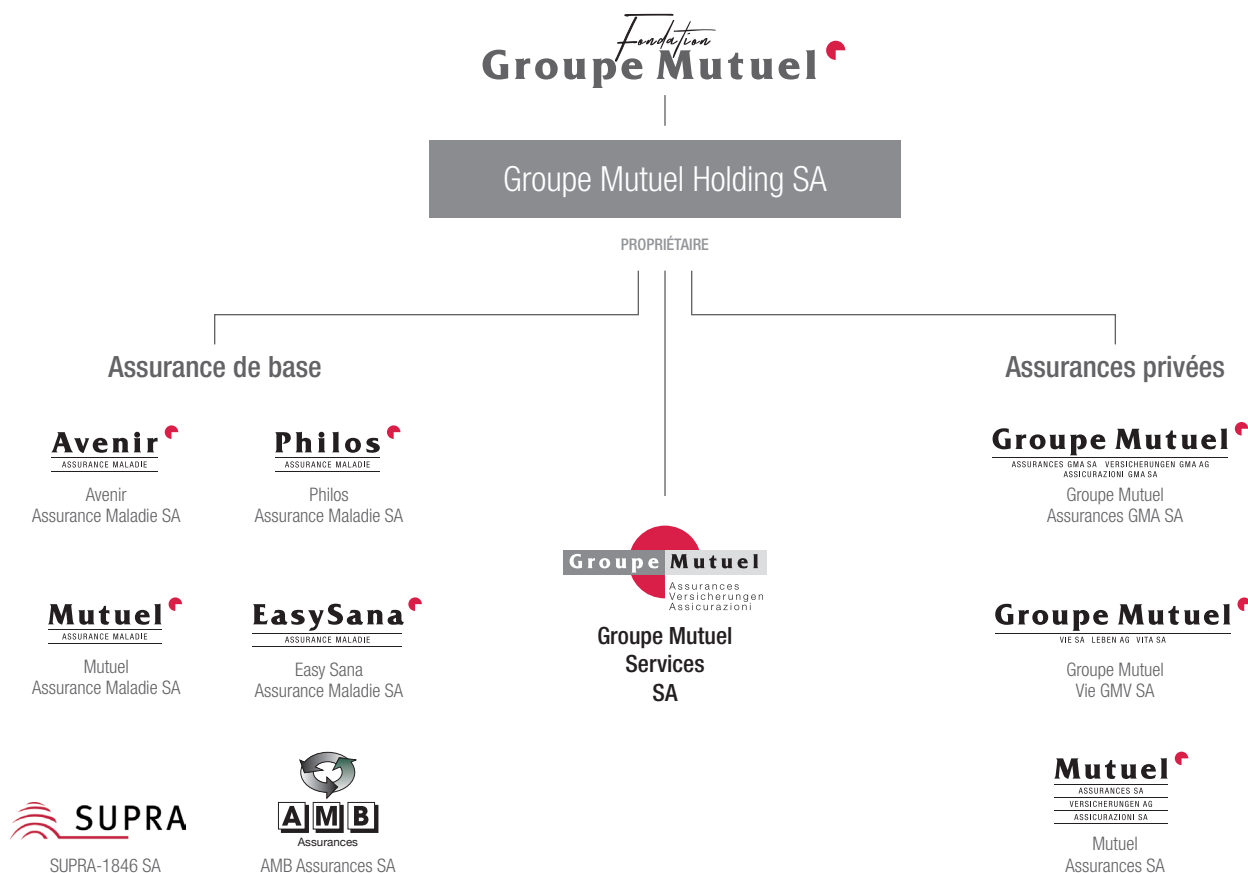 Fondation
Groupe Mutuel
Groupe Mutuel Holding SA
PROPRIÉTAIRE
Assurance de base
Avenir
ASSURANCE MALADIE
Avenir
Assurance Maladie SA
Philos
ASSURANCE MALADIE
Philos
Assurance Maladie SA
Mutuel
ASSURANCE MALADIE
Mutuel
Assurance Maladie SA
EasySana
ASSURANCE MALADIE
Easy Sana
Assurance Maladie SA
SUPRA
SUPRA-1846 SA
AMB
Assurances
AMB Assurances SA
Groupe Mutuel
Assurances
Versicherungen
Assicurazioni
Groupe Mutuel
Services
SA
Assurances privées
Groupe Mutuel
ASSURANCES GMA SA VERSICHERUNGEN GMA AG
ASSICURAZIONI GMA SA
Groupe Mutuel
Assurances GMA SA
Groupe Mutuel
VIE SA LEBEN AG VITA SA
Groupe Mutuel
Vie GMV SA
Mutuel
ASSURANCES SA
VERSICHERUNGEN AG
ASSICURAZIONI SA
Mutuel
Assurances SA